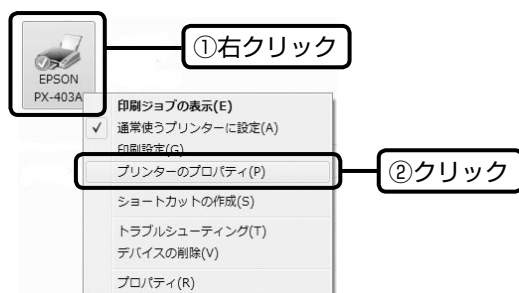 ①右クリック
EPSON
PX-403A
印刷ジョブの表示(E)
✓ 通常使うプリンターに設定(A)
印刷設定(G)
プリンターのプロパティ(P)
②クリック
ショートカットの作成(S)
トラブルシューティング(T)
デバイスの削除(V)
プロパティ(R)